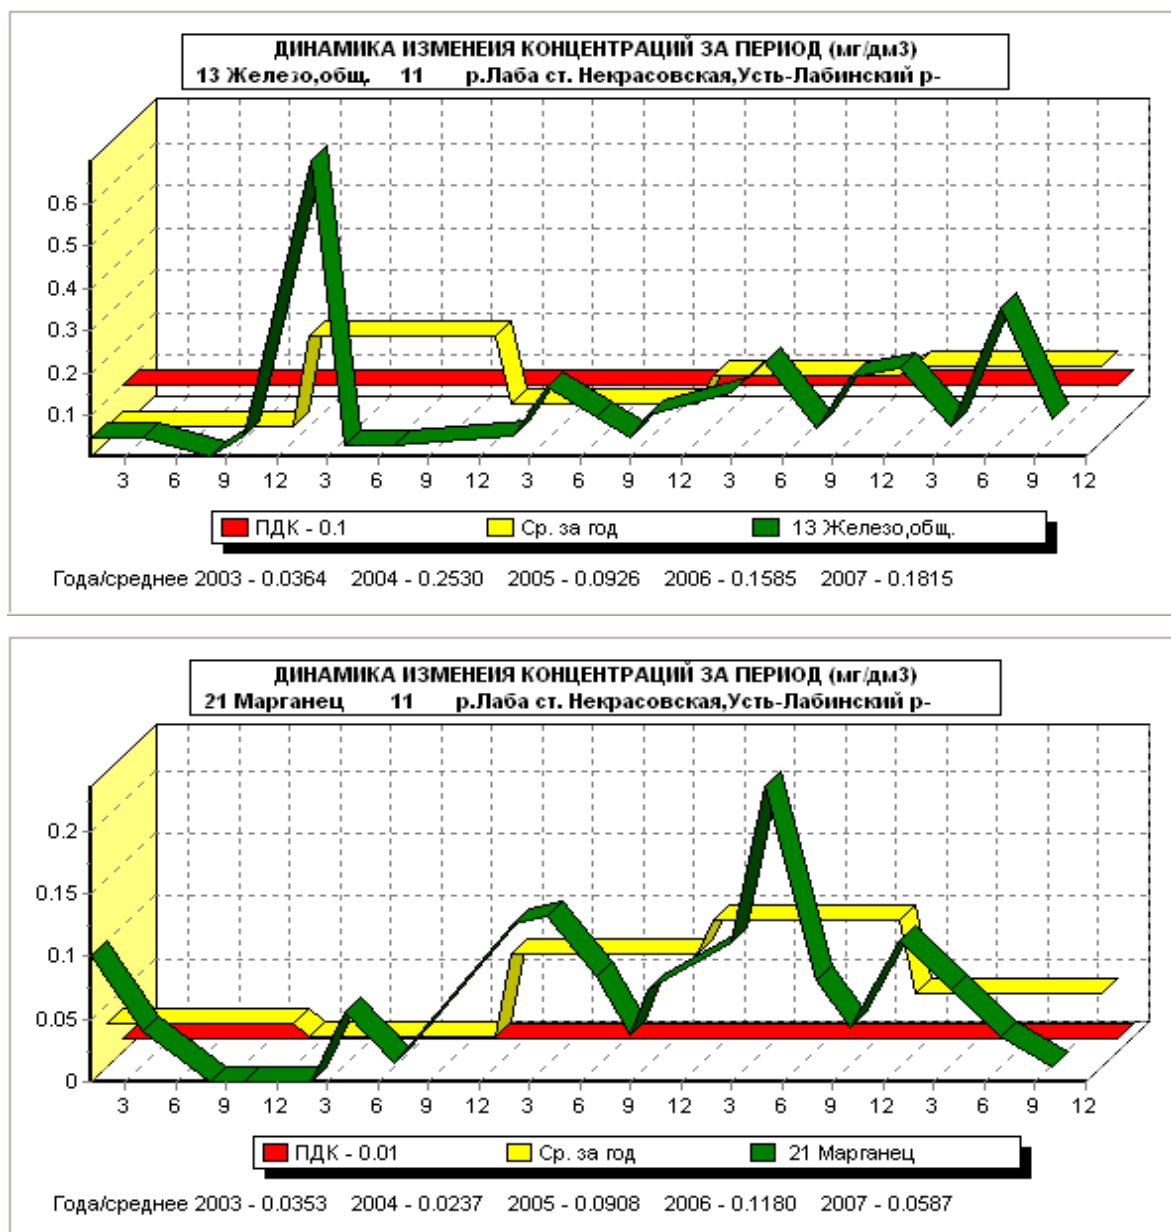 ДИНАМИКА ИЗМЕНЕИЯ КОНЦЕНТРАЦИЙ ЗА ПЕРИОД (мг/дм3)
13 Железо,общ. 11 р.Лаба ст. Некрасовская,Усть-Лабинский р-
0.6
0.5
0.4
0.3
0.2
0.1
3 6 9 12 3 6 9 12 3 6 9 12 3 6 9 12 3 6 9 12
ПДК - 0.1 Ср. за год 13 Железо,общ.
Года/среднее 2003 - 0.0364 2004 - 0.2530 2005 - 0.0926 2006 - 0.1585 2007 - 0.1815
ДИНАМИКА ИЗМЕНЕИЯ КОНЦЕНТРАЦИЙ ЗА ПЕРИОД (мг/дм3)
21 Марганец 11 р.Лаба ст. Некрасовская,Усть-Лабинский р-
0.2
0.15
0.1
0.05
0
3 6 9 12 3 6 9 12 3 6 9 12 3 6 9 12 3 6 9 12
ПДК - 0.01 Ср. за год 21 Марганец
Года/среднее 2003 - 0.0353 2004 - 0.0237 2005 - 0.0908 2006 - 0.1180 2007 - 0.0587